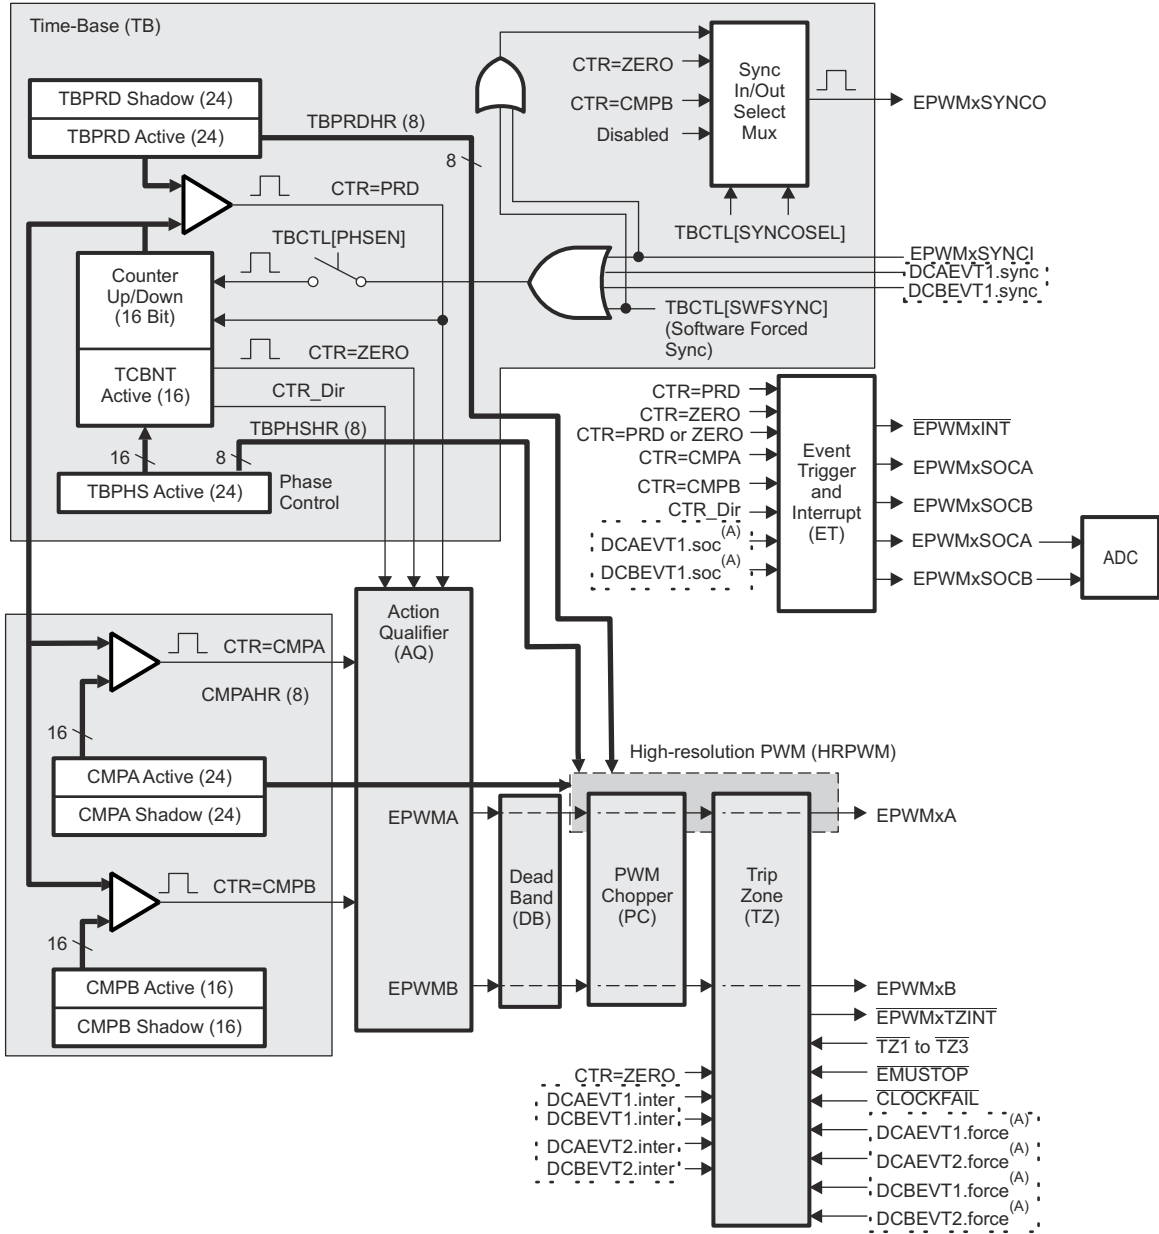 Time-Base (TB)
TBPRD Shadow (24)
TBPRD Active (24)
TBPRDHR (8)
8
CTR=PRD
TBCTL[PHSEN]
Counter
Up/Down
(16 Bit)
TCBNT
Active (16)
CTR=ZERO
CTR_Dir
TBPHSHR (8)
16
8
TBPHS Active (24)
Phase
Control
CTR=ZERO
CTR=CMPB
Disabled
Sync
In/Out
Select
Mux
EPWMxSYNCO
TBCTL[SYNCOSEL]
EPWMxSYNCI
DCAEVT1.sync
DCBEVT1.sync
TBCTL[SWFSYNC]
(Software Forced
Sync)
CTR=PRD
CTR=ZERO
CTR=PRD or ZERO
CTR=CMPA
CTR=CMPB
CTR_Dir
DCAEVT1.soc(A)
DCBEVT1.soc(A)
Event
Trigger
and
Interrupt
(ET)
EPWMxINT
EPWMxSOCA
EPWMxSOCB
EPWMxSOCA
EPWMxSOCB
ADC
Action
Qualifier
(AQ)
CTR=CMPA
CMPAHR (8)
16
CMPA Active (24)
CMPA Shadow (24)
CTR=CMPB
16
CMPB Active (16)
CMPB Shadow (16)
EPWMA
EPWMB
High-resolution PWM (HRPWM)
Dead
Band
(DB)
PWM
Chopper
(PC)
Trip
Zone
(TZ)
EPWMxA
EPWMxB
EPWMxTZINT
TZ1 to TZ3
EMUSTOP
CLOCKFAIL
DCAEVT1.force(A)
DCAEVT2.force(A)
DCBEVT1.force(A)
DCBEVT2.force(A)
CTR=ZERO
DCAEVT1.inter
DCBEVT1.inter
DCAEVT2.inter
DCBEVT2.inter